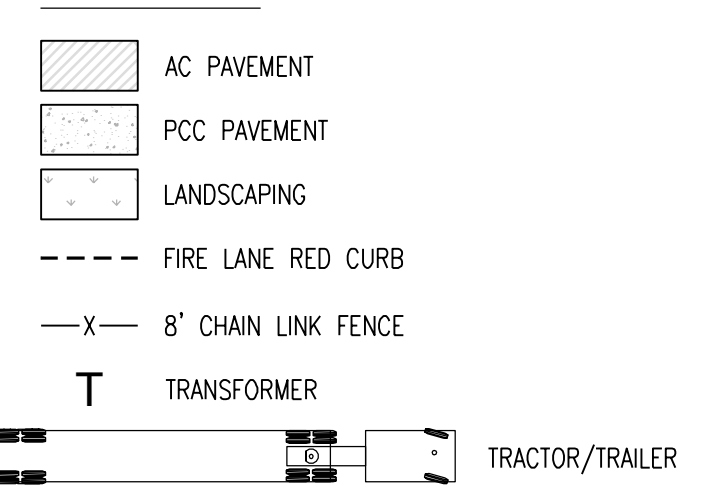 AC PAVEMENT
PCC PAVEMENT
LANDSCAPING
FIRE LANE RED CURB
X 8' CHAIN LINK FENCE
T TRANSFORMER
TRACTOR/TRAILER